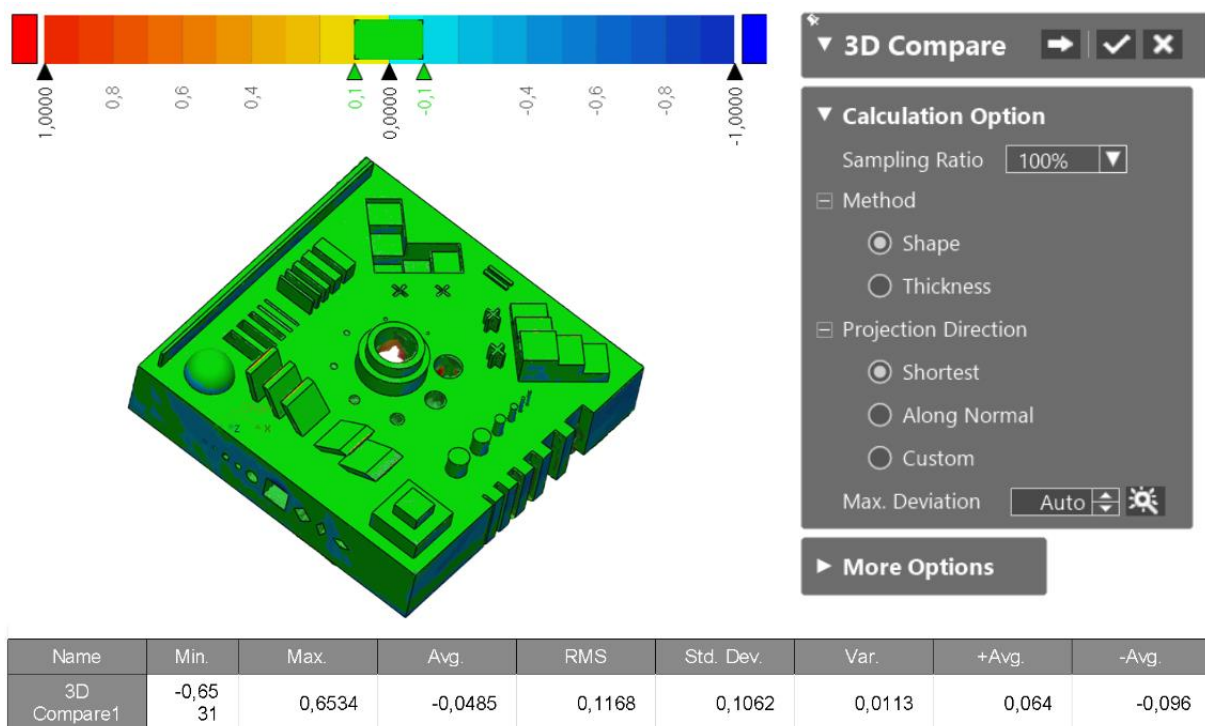 1,0000
0,8
0,6
0,4
0,1
0,0000
-0,1
-0,4
-0,6
-0,8
-1,0000
3D Compare
Calculation Option
Sampling Ratio 100%
Method
Shape
Thickness
Projection Direction
Shortest
Along Normal
Custom
Max. Deviation Auto
More Options
Z X
Name Min. Max. Avg. RMS Std. Dev. Var. +Avg. -Avg.
3D Compare1 -0,6531 0,6534 -0,0485 0,1168 0,1062 0,0113 0,064 -0,096